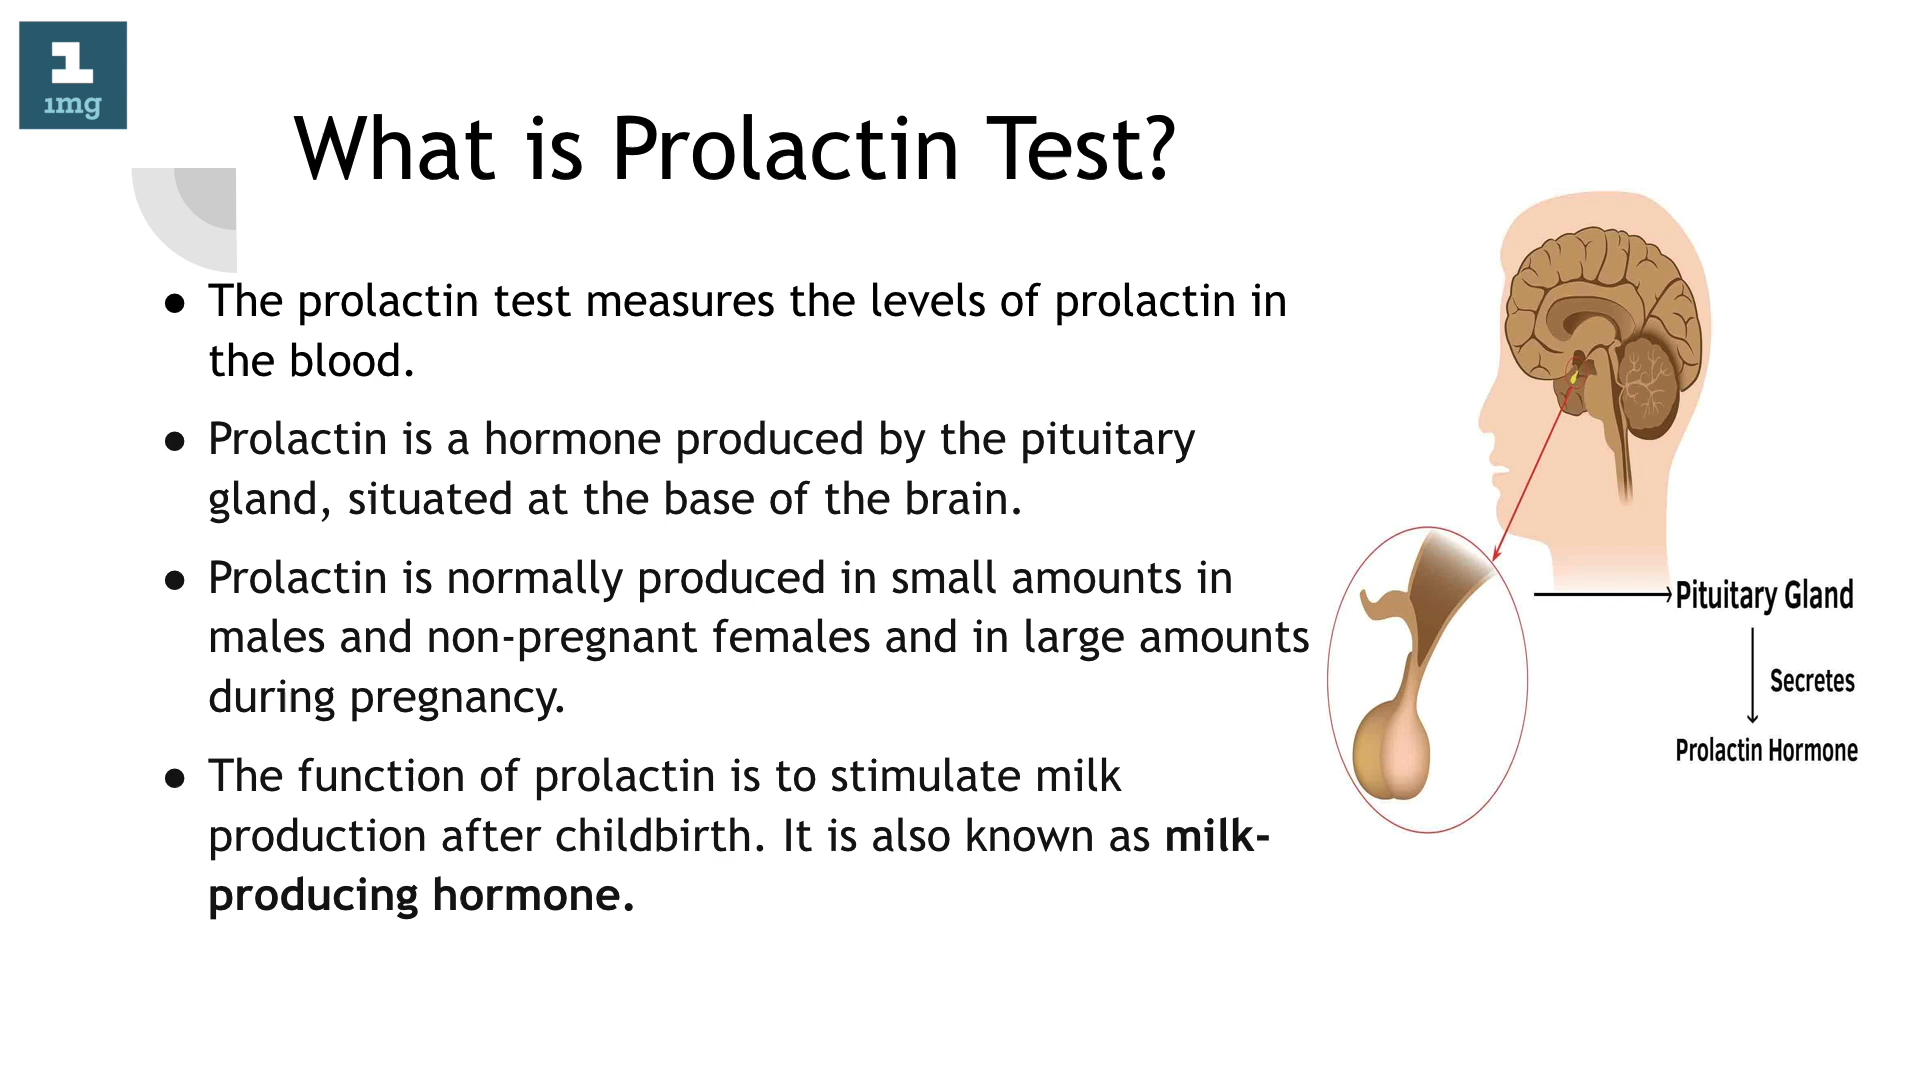 1
1mg
What is Prolactin Test?
● The prolactin test measures the levels of prolactin in
the blood.
● Prolactin is a hormone produced by the pituitary
gland, situated at the base of the brain.
● Prolactin is normally produced in small amounts in
males and non-pregnant females and in large amounts
during pregnancy.
● The function of prolactin is to stimulate milk
production after childbirth. It is also known as milk-
producing hormone.
Pituitary Gland
Secretes
Prolactin Hormone